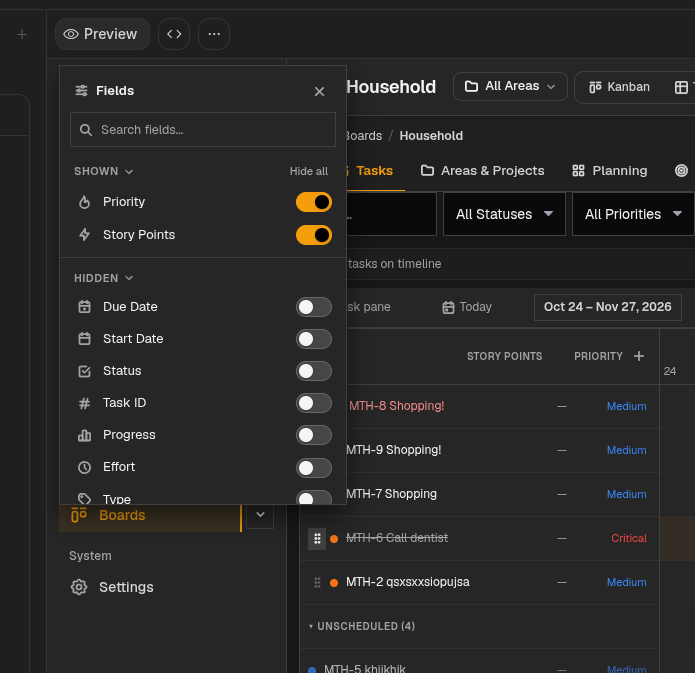 Preview
Fields
Search fields...
SHOWN
Hide all
Priority
Story Points
HIDDEN
Due Date
Start Date
Status
Task ID
Progress
Effort
Type
Boards
System
Settings
Household
All Areas
Kanban
Boards / Household
Tasks
Areas & Projects
Planning
All Statuses
All Priorities
tasks on timeline
pane
Today
Oct 24 – Nov 27, 2026
STORY POINTS
PRIORITY
24
MTH-8 Shopping! — Medium
MTH-9 Shopping! — Medium
MTH-7 Shopping — Medium
MTH-6 Call dentist — Critical
MTH-2 qsxsxxsiopujsa — Medium
UNSCHEDULED (4)
MTH-5 khjkhjk — Medium